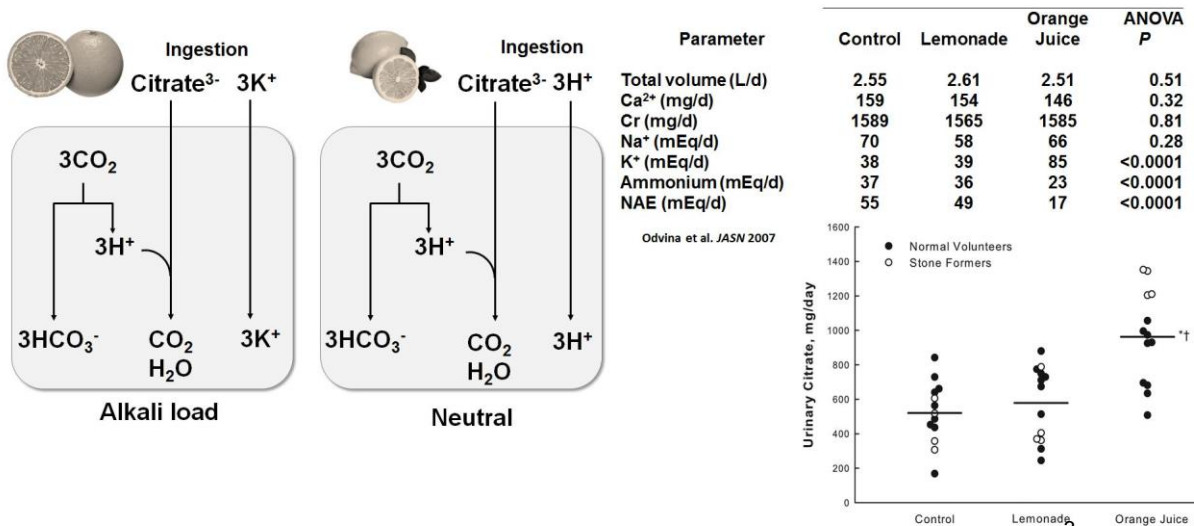 Ingestion
Citrate³⁻ 3K⁺
3CO₂
3H⁺
3HCO₃⁻
CO₂
H₂O
3K⁺
Alkali load
Ingestion
Citrate³⁻ 3H⁺
3CO₂
3H⁺
3HCO₃⁻
CO₂
H₂O
3H⁺
Neutral
Parameter Control Lemonade Orange Juice ANOVA P
Total volume (L/d) 2.55 2.61 2.51 0.51
Ca²⁺ (mg/d) 159 154 146 0.32
Cr (mg/d) 1589 1565 1585 0.81
Na⁺ (mEq/d) 70 58 66 0.28
K⁺ (mEq/d) 38 39 85 <0.0001
Ammonium (mEq/d) 37 36 23 <0.0001
NAE (mEq/d) 55 49 17 <0.0001
Odvina et al. JASN 2007
Urinary Citrate, mg/day
1600
1400
1200
1000
800
600
400
200
0
Normal Volunteers
Stone Formers
*†
Control Lemonade Orange Juice